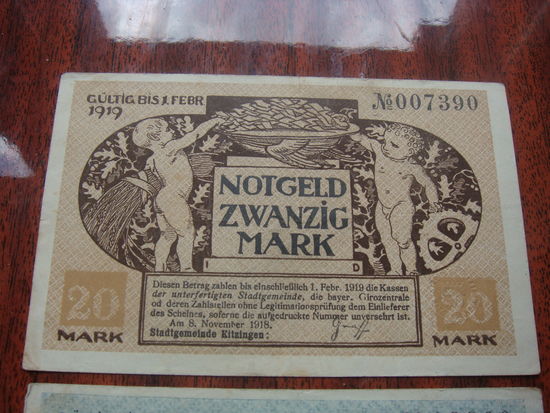 GÜLTIG BIS 1. FEBR
1919
№ 007390
NOTGELD
ZWANZIG
MARK
I D
Diesen Betrag zahlen bis einschließlich 1. Febr. 1919 die Kassen
der unterfertigten Stadtgemeinde, die bayer. Girozentrale
od deren Zahlstellen ohne Legitimationsprüfung dem Einlieferer
des Scheines, soferne die aufgedruckte Nummer unversehrt ist.
Am 8. November 1918.
Stadtgemeinde Kitzingen:
20
MARK
20
MARK